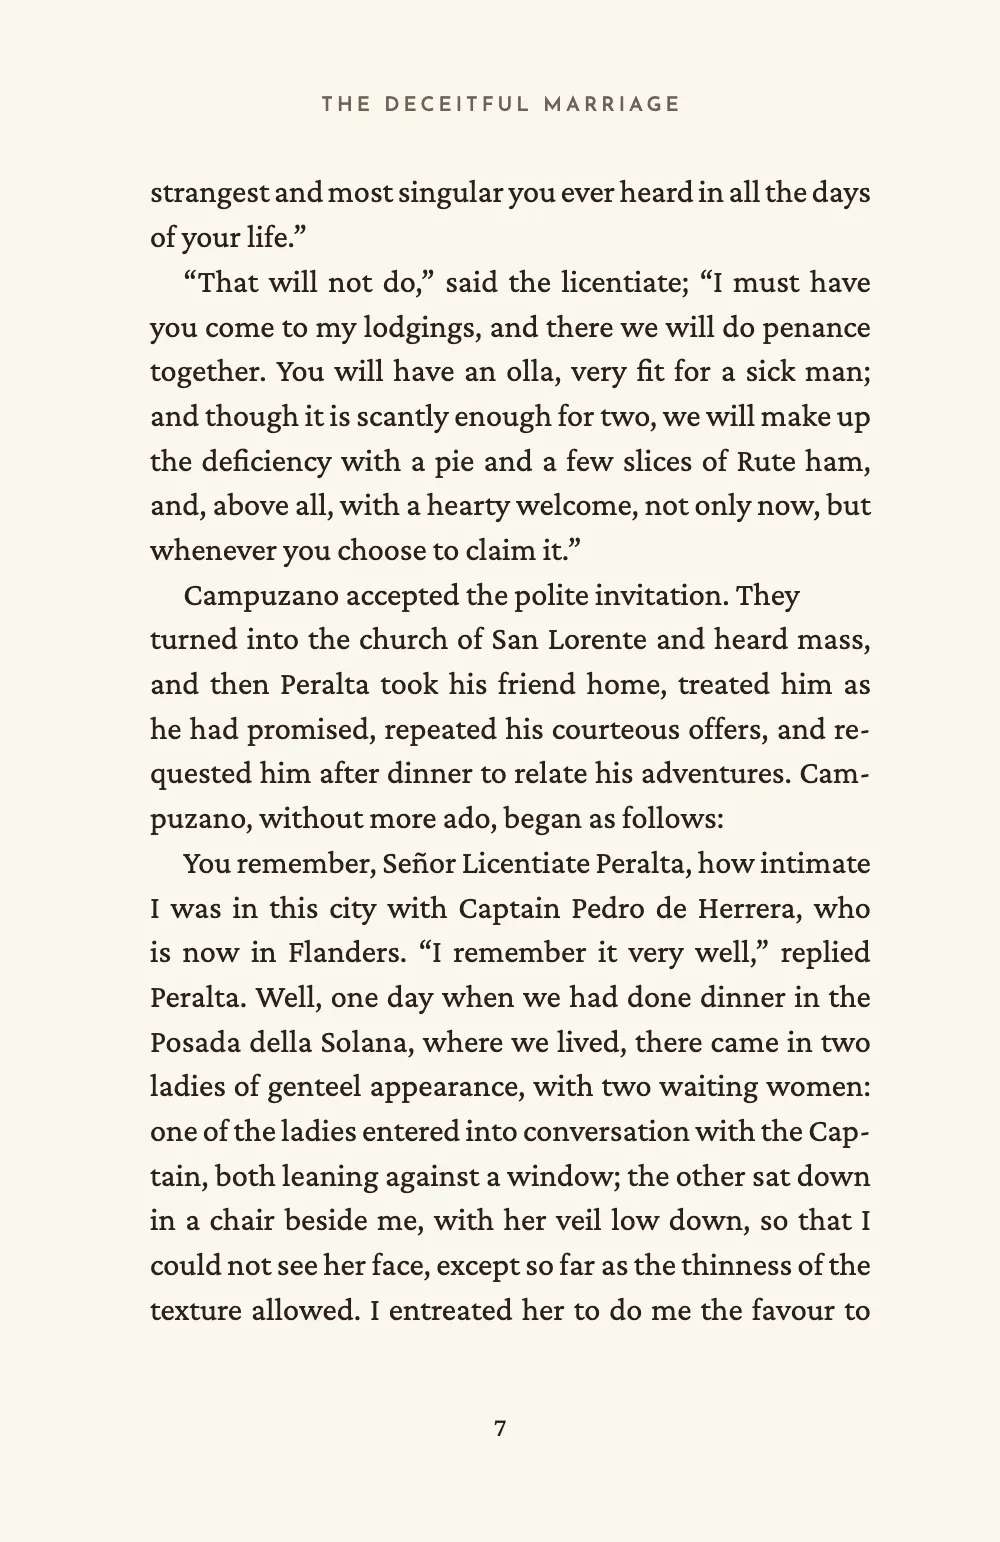 THE DECEITFUL MARRIAGE
strangest and most singular you ever heard in all the days
of your life.”
“That will not do,” said the licentiate; “I must have
you come to my lodgings, and there we will do penance
together. You will have an olla, very fit for a sick man;
and though it is scantly enough for two, we will make up
the deficiency with a pie and a few slices of Rute ham,
and, above all, with a hearty welcome, not only now, but
whenever you choose to claim it.”
Campuzano accepted the polite invitation. They
turned into the church of San Lorente and heard mass,
and then Peralta took his friend home, treated him as
he had promised, repeated his courteous offers, and re-
quested him after dinner to relate his adventures. Cam-
puzano, without more ado, began as follows:
You remember, Señor Licentiate Peralta, how intimate
I was in this city with Captain Pedro de Herrera, who
is now in Flanders. “I remember it very well,” replied
Peralta. Well, one day when we had done dinner in the
Posada della Solana, where we lived, there came in two
ladies of genteel appearance, with two waiting women:
one of the ladies entered into conversation with the Cap-
tain, both leaning against a window; the other sat down
in a chair beside me, with her veil low down, so that I
could not see her face, except so far as the thinness of the
texture allowed. I entreated her to do me the favour to
7